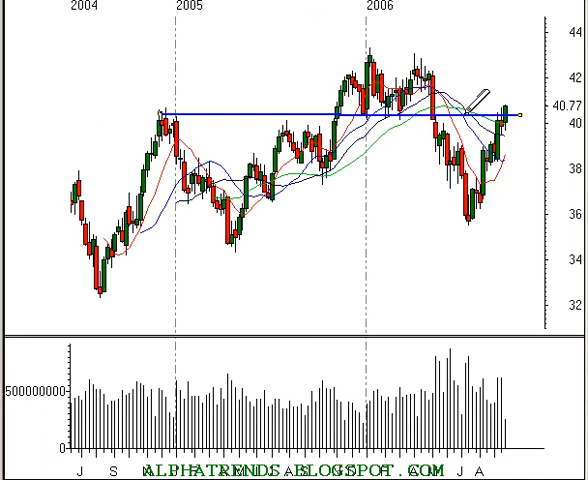 2004 2005 2006
44
42
40.77
40
38
36
34
32
500000000
0
J S N
A S
J A
ALPHATRENDS.BLOGSPOT.COM